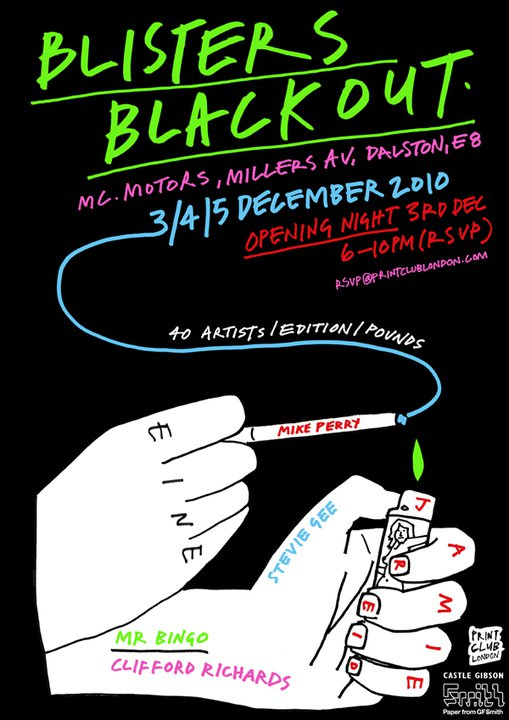 BLISTERS
BLACKOUT.
MC. MOTORS, MILLERS AV, DALSTON, E8
3/4/5 DECEMBER 2010
OPENING NIGHT 3RD DEC
6-10PM (RSVP)
RSVP@PRINTCLUBLONDON.COM
40 ARTISTS/EDITION/POUNDS
MIKE PERRY
EINE
STEVIE GEE
JAMIE
REID
MR BINGO
CLIFFORD RICHARDS
PRINT
CLUB
LONDON
CASTLE GIBSON
Smith
Paper from GFSmith